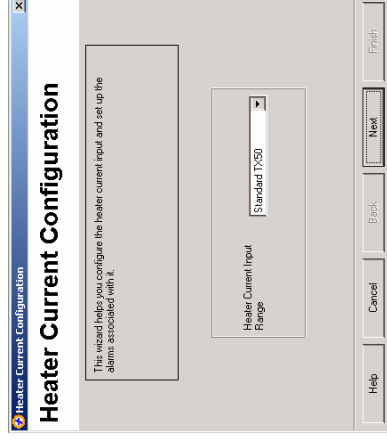 Heater Current Configuration
Heater Current Configuration
This wizard helps you configure the heater current input and set up the
alarms associated with it.
Heater Current Input
Range
Standard TX50
Help
Cancel
Back
Next
Finish